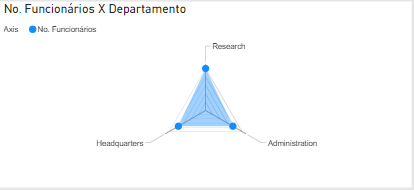 No. Funcionários X Departamento
Axis No. Funcionários
Research
Headquarters Administration